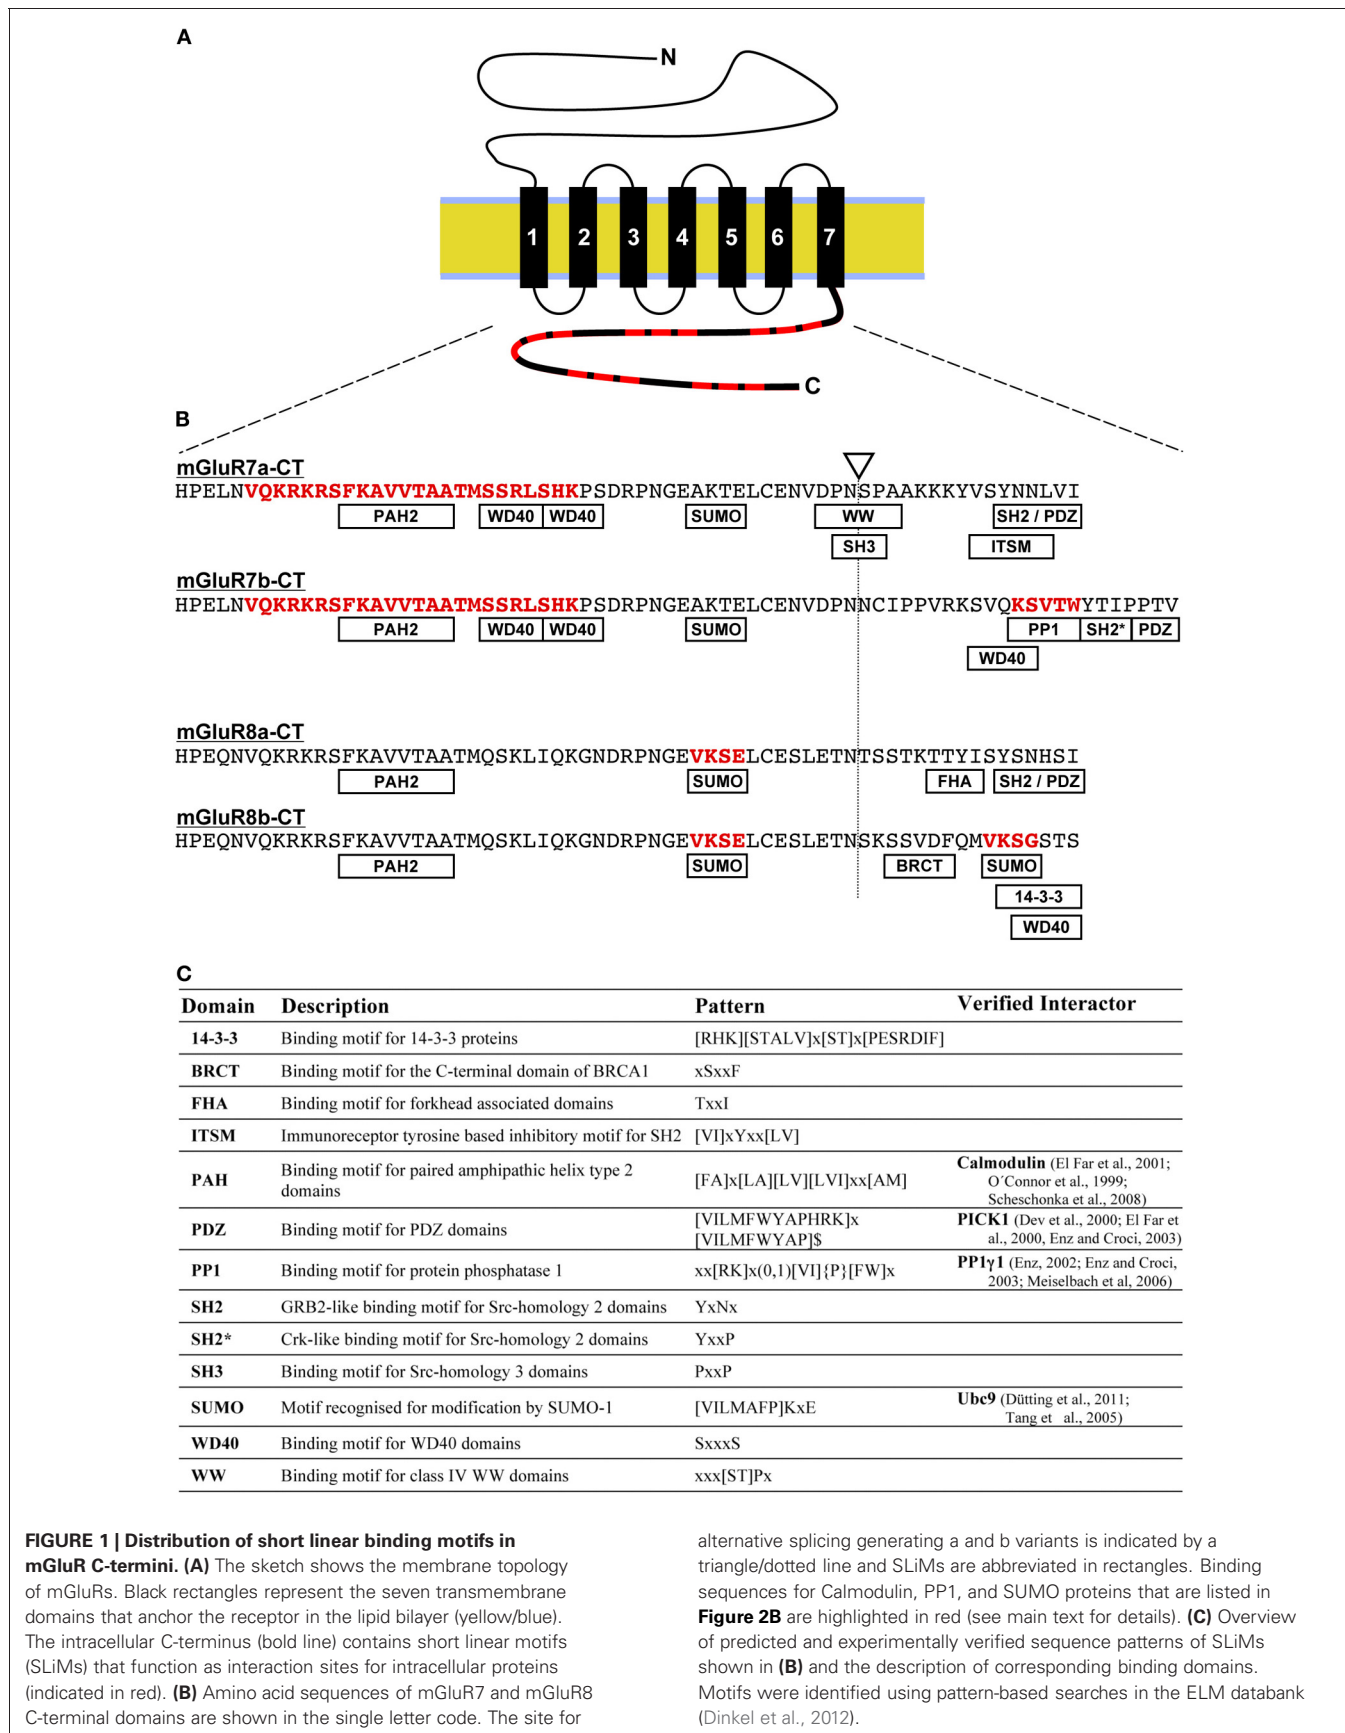 A
N
1 2 3 4 5 6 7
C
B
mGluR7a-CT
HPELNVQKRKRSFKAVVTAATMSSRLSHKPSDRPNGEAKTELCENVDPNSPAAKKKYVSYNNLVI
PAH2 WD40 WD40 SUMO WW SH2 / PDZ
SH3 ITSM
mGluR7b-CT
HPELNVQKRKRSFKAVVTAATMSSRLSHKPSDRPNGEAKTELCENVDPNNCIPPVRKSVQKSVTWYTIPPTV
PAH2 WD40 WD40 SUMO PP1 SH2* PDZ
WD40
mGluR8a-CT
HPEQNVQKRKRSFKAVVTAATMQSKLIQKGNDRPNGEVKSELCESLETNTSSTKTTYISYSNHSI
PAH2 SUMO FHA SH2 / PDZ
mGluR8b-CT
HPEQNVQKRKRSFKAVVTAATMQSKLIQKGNDRPNGEVKSELCESLETNSKSSVDFQMVKSGSTS
PAH2 SUMO BRCT SUMO
14-3-3
WD40
C
Domain Description Pattern Verified Interactor
14-3-3 Binding motif for 14-3-3 proteins [RHK][STALV]x[ST]x[PESRDIF]
BRCT Binding motif for the C-terminal domain of BRCA1 xSxxF
FHA Binding motif for forkhead associated domains TxxI
ITSM Immunoreceptor tyrosine based inhibitory motif for SH2 [VI]xYxx[LV]
PAH Binding motif for paired amphipathic helix type 2 domains [FA]x[LA][LV][LVI]xx[AM] Calmodulin (El Far et al., 2001; O´Connor et al., 1999; Scheschonka et al., 2008)
PDZ Binding motif for PDZ domains [VILMFWYAPHRK]x [VILMFWYAP]$ PICK1 (Dev et al., 2000; El Far et al., 2000, Enz and Croci, 2003)
PP1 Binding motif for protein phosphatase 1 xx[RK]x(0,1)[VI]{P}[FW]x PP1γ1 (Enz, 2002; Enz and Croci, 2003; Meiselbach et al, 2006)
SH2 GRB2-like binding motif for Src-homology 2 domains YxNx
SH2* Crk-like binding motif for Src-homology 2 domains YxxP
SH3 Binding motif for Src-homology 3 domains PxxP
SUMO Motif recognised for modification by SUMO-1 [VILMAFP]KxE Ubc9 (Dütting et al., 2011; Tang et al., 2005)
WD40 Binding motif for WD40 domains SxxxS
WW Binding motif for class IV WW domains xxx[ST]Px
FIGURE 1 | Distribution of short linear binding motifs in
mGluR C-termini. (A) The sketch shows the membrane topology
of mGluRs. Black rectangles represent the seven transmembrane
domains that anchor the receptor in the lipid bilayer (yellow/blue).
The intracellular C-terminus (bold line) contains short linear motifs
(SLiMs) that function as interaction sites for intracellular proteins
(indicated in red). (B) Amino acid sequences of mGluR7 and mGluR8
C-terminal domains are shown in the single letter code. The site for
alternative splicing generating a and b variants is indicated by a
triangle/dotted line and SLiMs are abbreviated in rectangles. Binding
sequences for Calmodulin, PP1, and SUMO proteins that are listed in
Figure 2B are highlighted in red (see main text for details). (C) Overview
of predicted and experimentally verified sequence patterns of SLiMs
shown in (B) and the description of corresponding binding domains.
Motifs were identified using pattern-based searches in the ELM databank
(Dinkel et al., 2012).